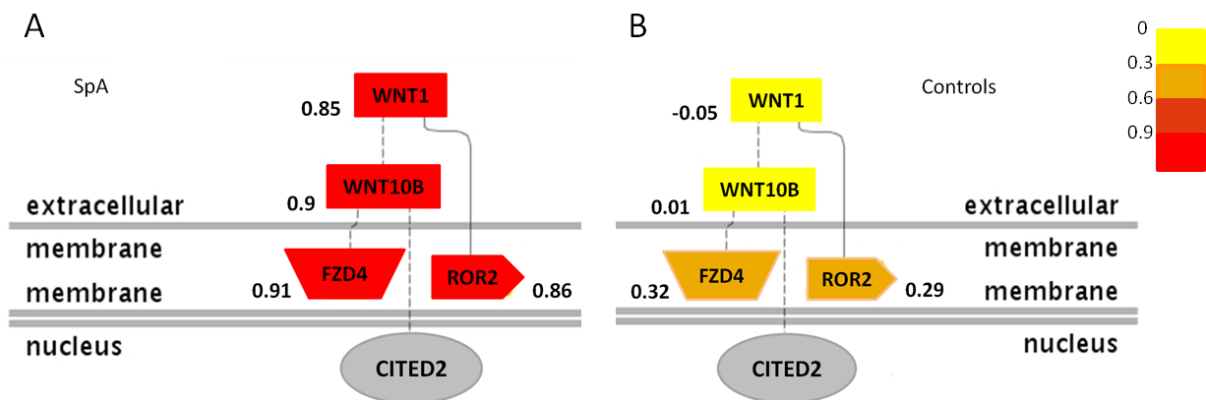 A
SpA
WNT1
0.85
WNT10B
0.9
extracellular
membrane
FZD4
ROR2
membrane
0.91
0.86
nucleus
CITED2
B
Controls
WNT1
-0.05
WNT10B
0.01
extracellular
membrane
FZD4
ROR2
0.32
0.29
membrane
nucleus
CITED2
0
0.3
0.6
0.9